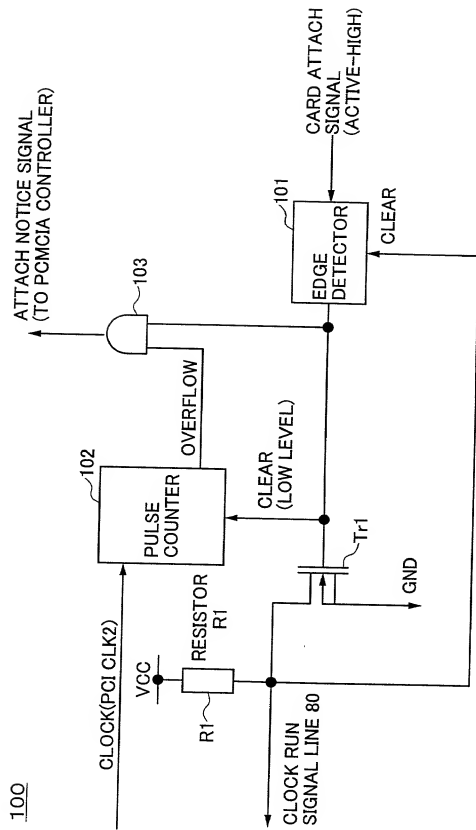 100
CLOCK(PCI CLK2)
102
PULSE
COUNTER
OVERFLOW
ATTACH NOTICE SIGNAL
(TO PCMCIA CONTROLLER)
103
VCC
RESISTOR
R1
R1
CLEAR
(LOW LEVEL)
101
EDGE
DETECTOR
CARD ATTACH
SIGNAL
(ACTIVE-HIGH)
CLEAR
Tr1
GND
CLOCK RUN
SIGNAL LINE 80